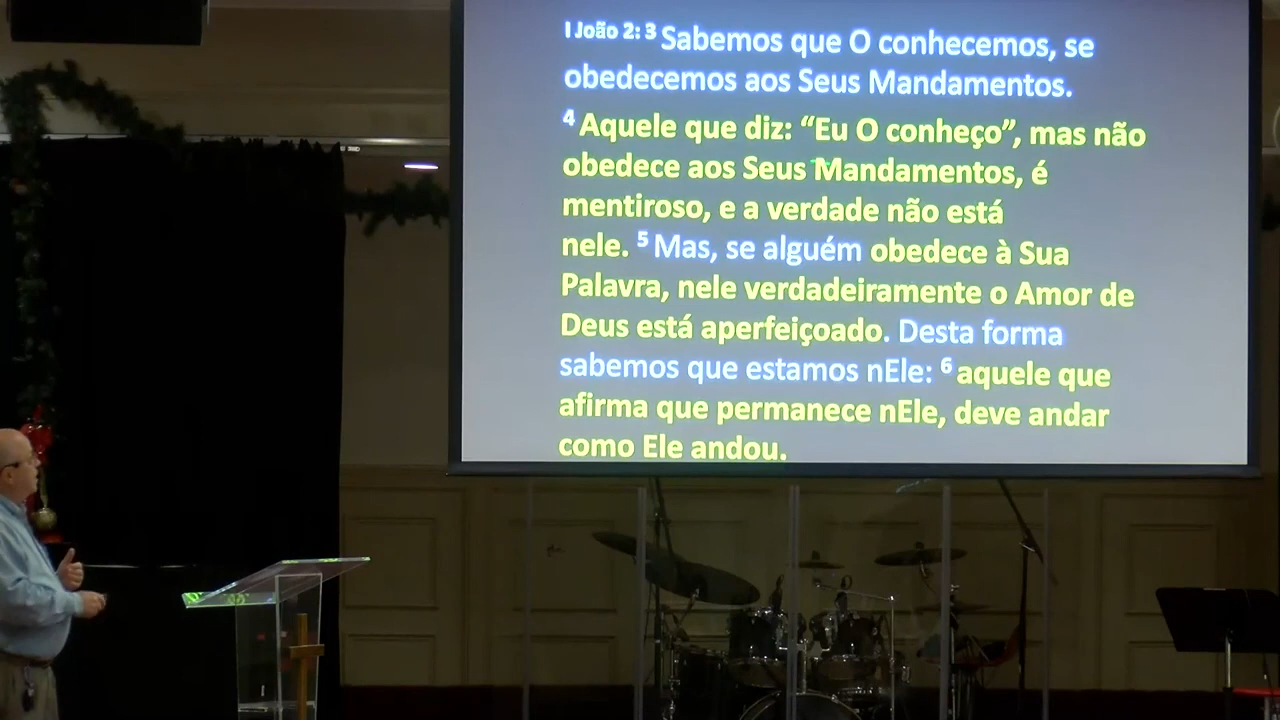 I João 2: 3 Sabemos que O conhecemos, se
obedecemos aos Seus Mandamentos.
4 Aquele que diz: “Eu O conheço”, mas não
obedece aos Seus Mandamentos, é
mentiroso, e a verdade não está
nele. 5 Mas, se alguém obedece à Sua
Palavra, nele verdadeiramente o Amor de
Deus está aperfeiçoado. Desta forma
sabemos que estamos nEle: 6 aquele que
afirma que permanece nEle, deve andar
como Ele andou.